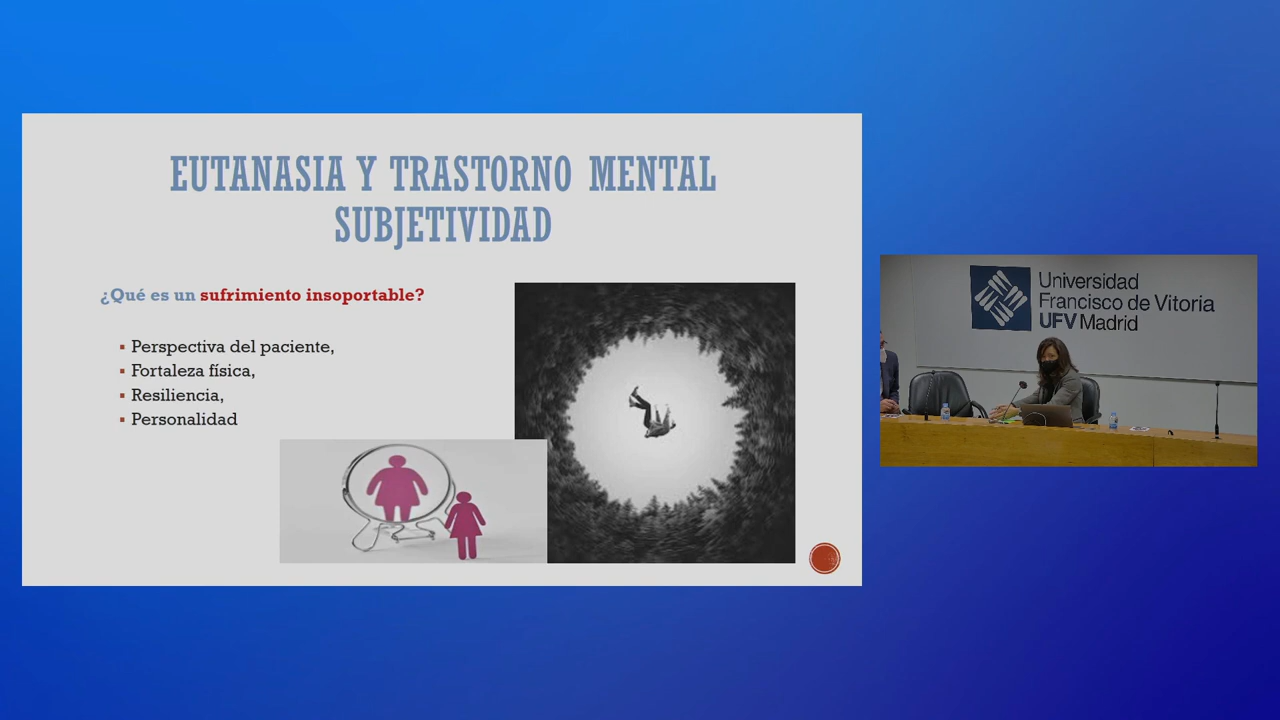 EUTANASIA Y TRASTORNO MENTAL
SUBJETIVIDAD
¿Qué es un sufrimiento insoportable?
▪ Perspectiva del paciente,
▪ Fortaleza física,
▪ Resiliencia,
▪ Personalidad
Universidad
Francisco de Vitoria
UFV Madrid